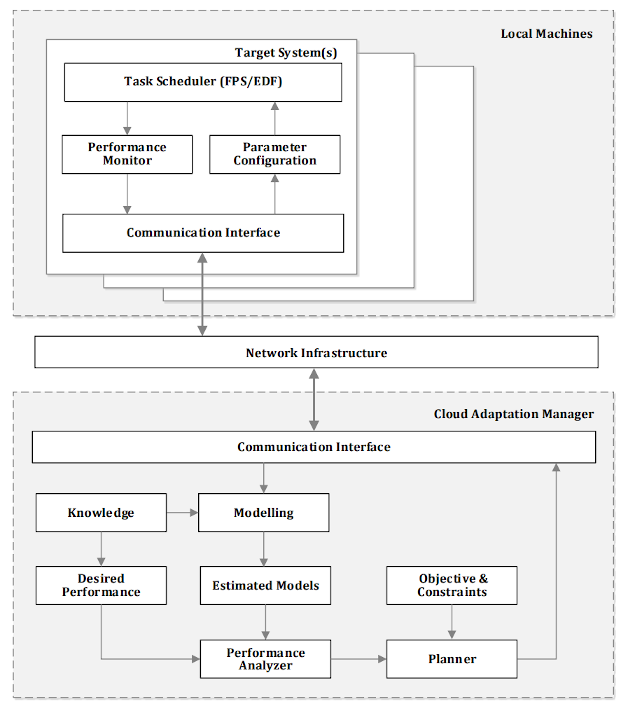 Local Machines
Target System(s)
Task Scheduler (FPS/EDF)
Performance
Monitor
Parameter
Configuration
Communication Interface
Network Infrastructure
Cloud Adaptation Manager
Communication Interface
Knowledge
Modelling
Desired
Performance
Estimated Models
Objective &
Constraints
Performance
Analyzer
Planner